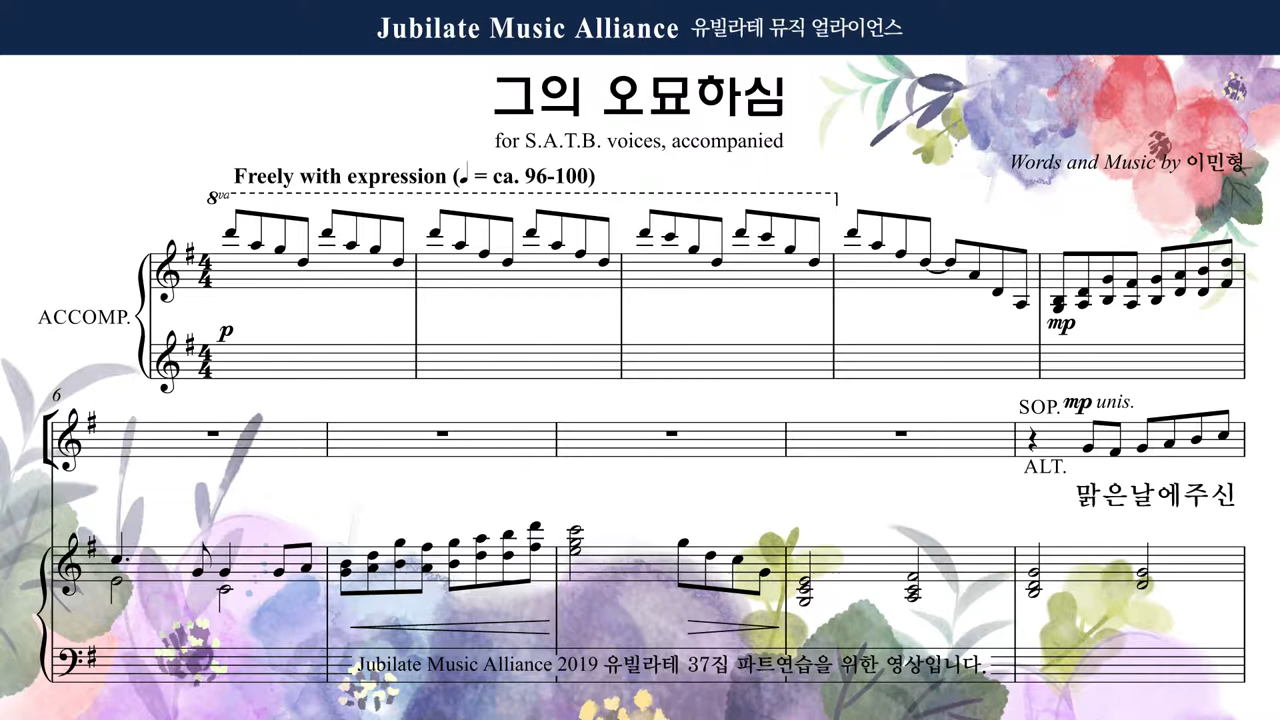 Jubilate Music Alliance 유빌라테 뮤직 얼라이언스
그의 오묘하심
for S.A.T.B. voices, accompanied
Words and Music by 이민형
Freely with expression (♩ = ca. 96-100)
8va
ACCOMP.
p
mp
6
SOP. mp unis.
ALT.
맑은날에주신
Jubilate Music Alliance 2019 유빌라테 37집 파트연습을 위한 영상입니다.